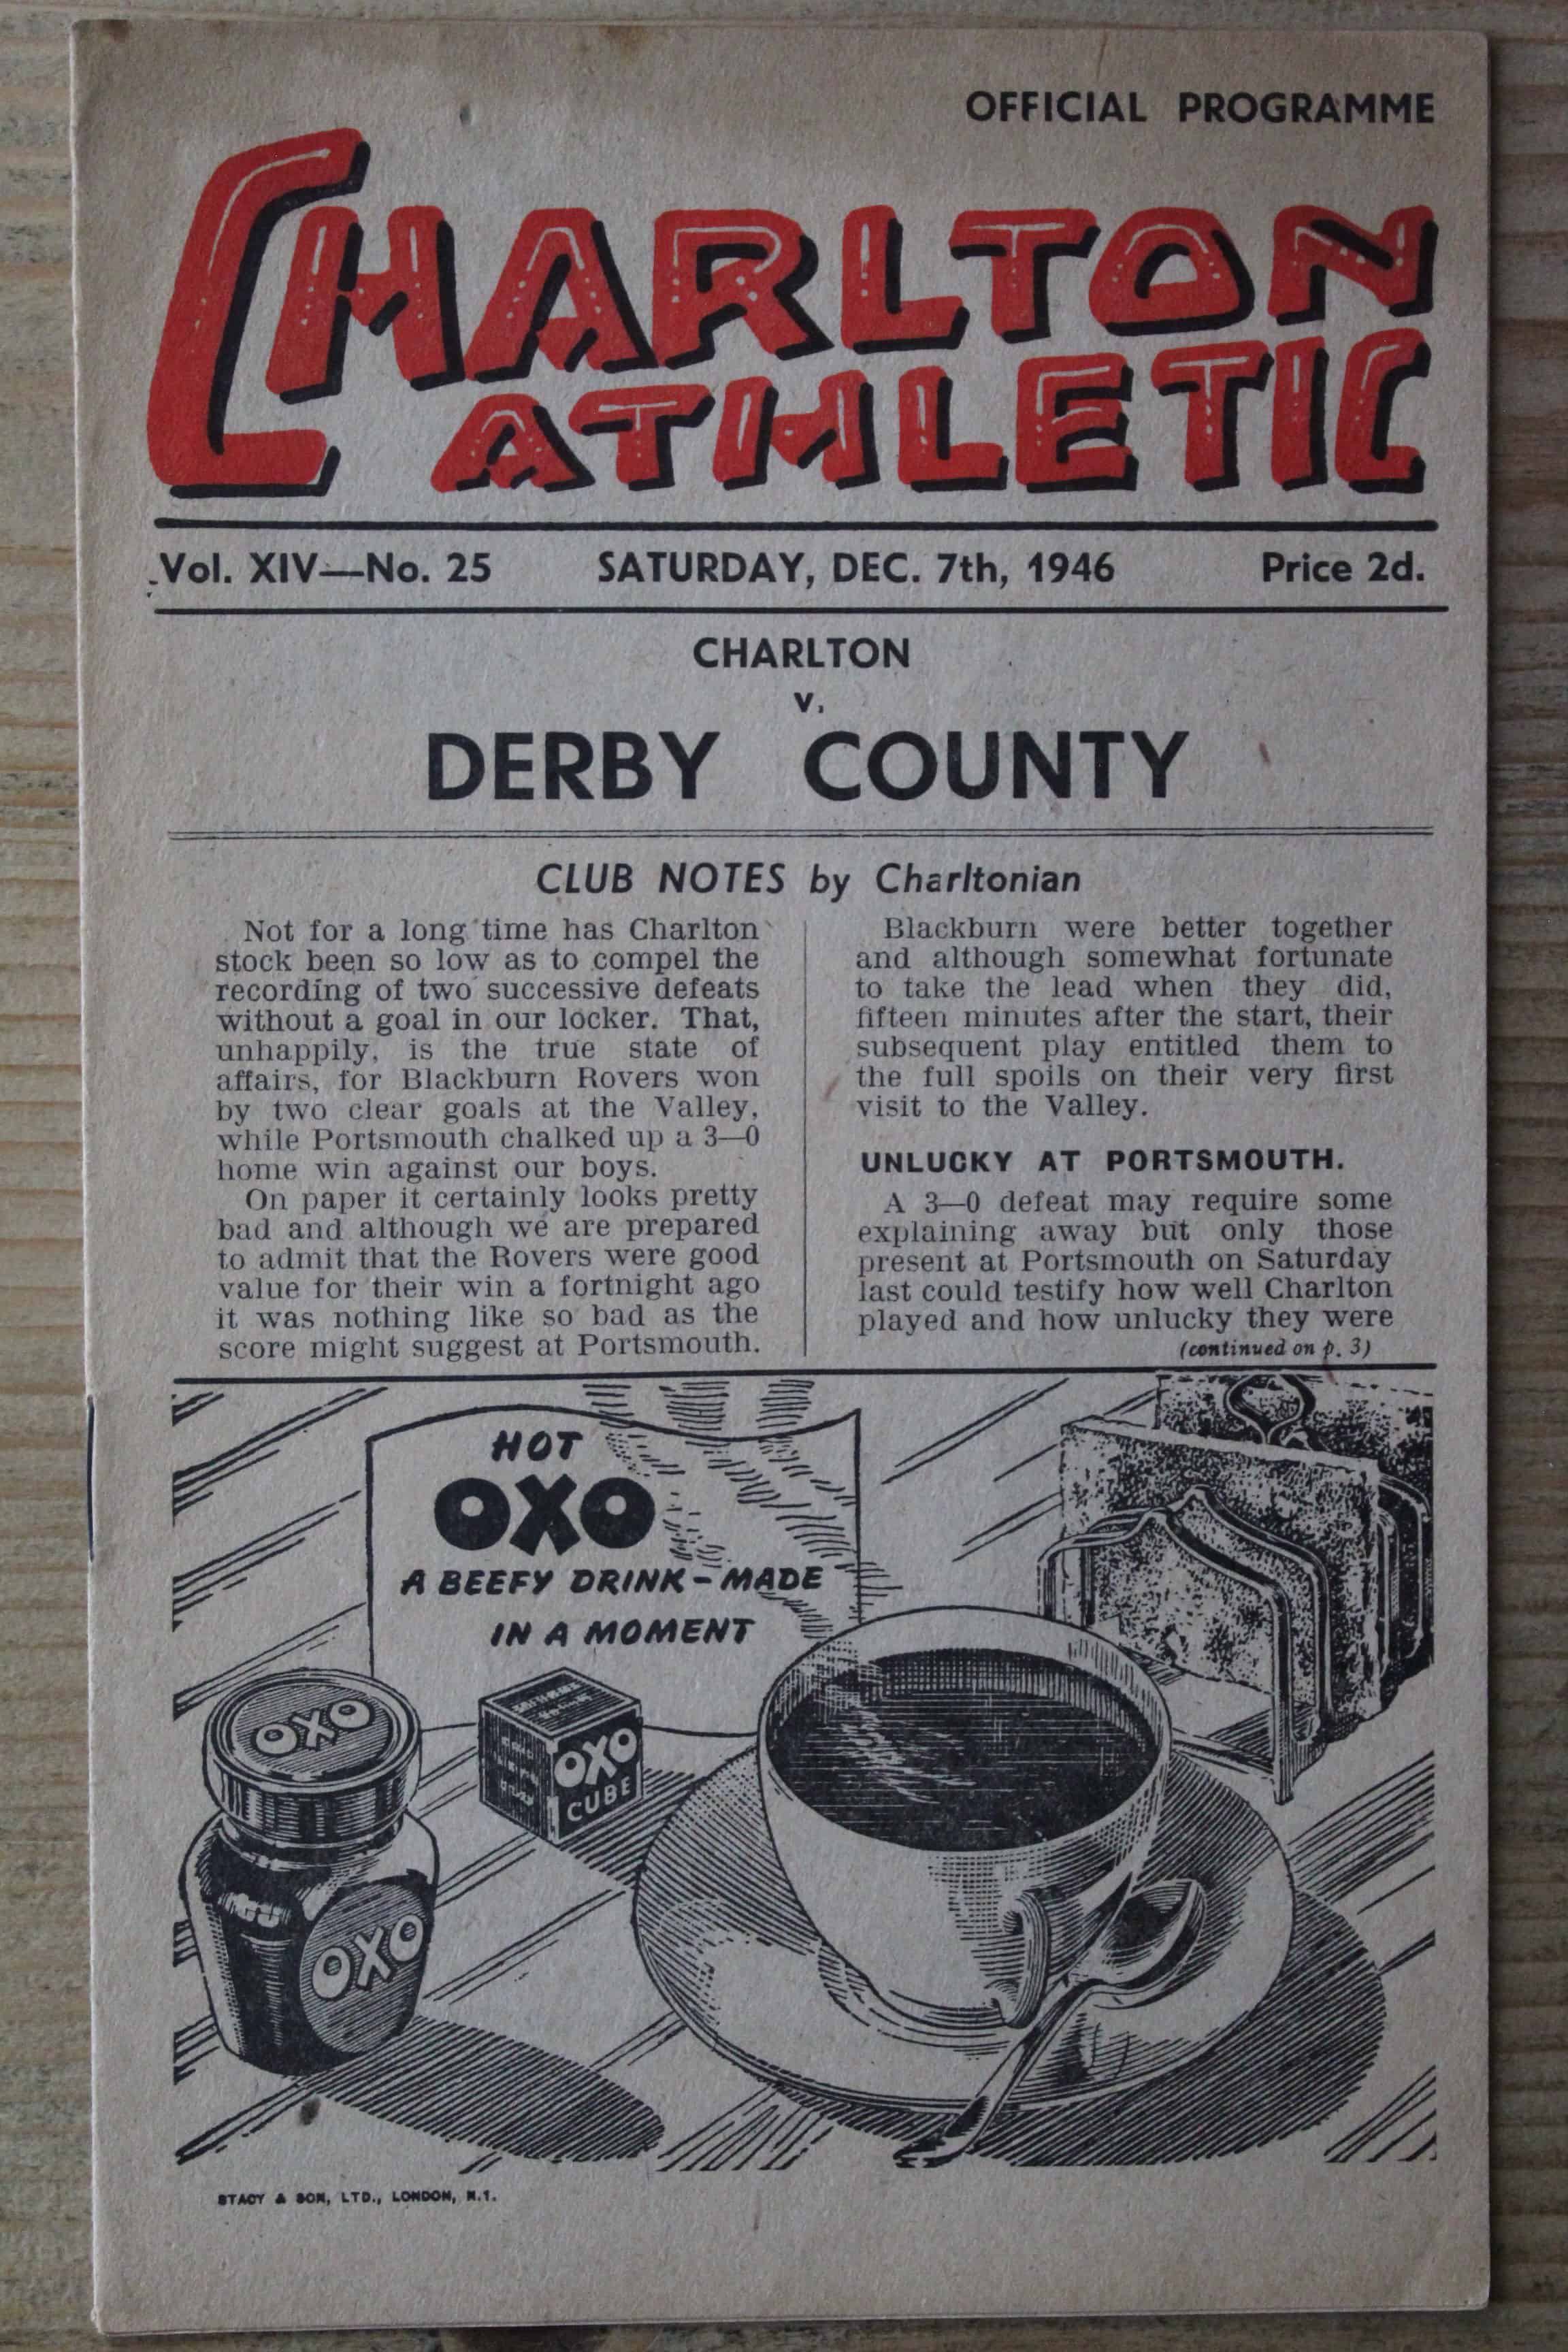 OFFICIAL PROGRAMME
CHARLTON
ATHLETIC
Vol. XIV—No. 25 SATURDAY, DEC. 7th, 1946 Price 2d.
CHARLTON
v.
DERBY COUNTY
CLUB NOTES by Charltonian
Not for a long time has Charlton
stock been so low as to compel the
recording of two successive defeats
without a goal in our locker. That,
unhappily, is the true state of
affairs, for Blackburn Rovers won
by two clear goals at the Valley,
while Portsmouth chalked up a 3—0
home win against our boys.
On paper it certainly looks pretty
bad and although we are prepared
to admit that the Rovers were good
value for their win a fortnight ago
it was nothing like so bad as the
score might suggest at Portsmouth.
Blackburn were better together
and although somewhat fortunate
to take the lead when they did,
fifteen minutes after the start, their
subsequent play entitled them to
the full spoils on their very first
visit to the Valley.
UNLUCKY AT PORTSMOUTH.
A 3—0 defeat may require some
explaining away but only those
present at Portsmouth on Saturday
last could testify how well Charlton
played and how unlucky they were
(continued on p. 3)
HOT
OXO
A BEEFY DRINK - MADE
IN A MOMENT
OXO
OXO
CUBE
OXO
STACY & SON, LTD., LONDON, N.1.